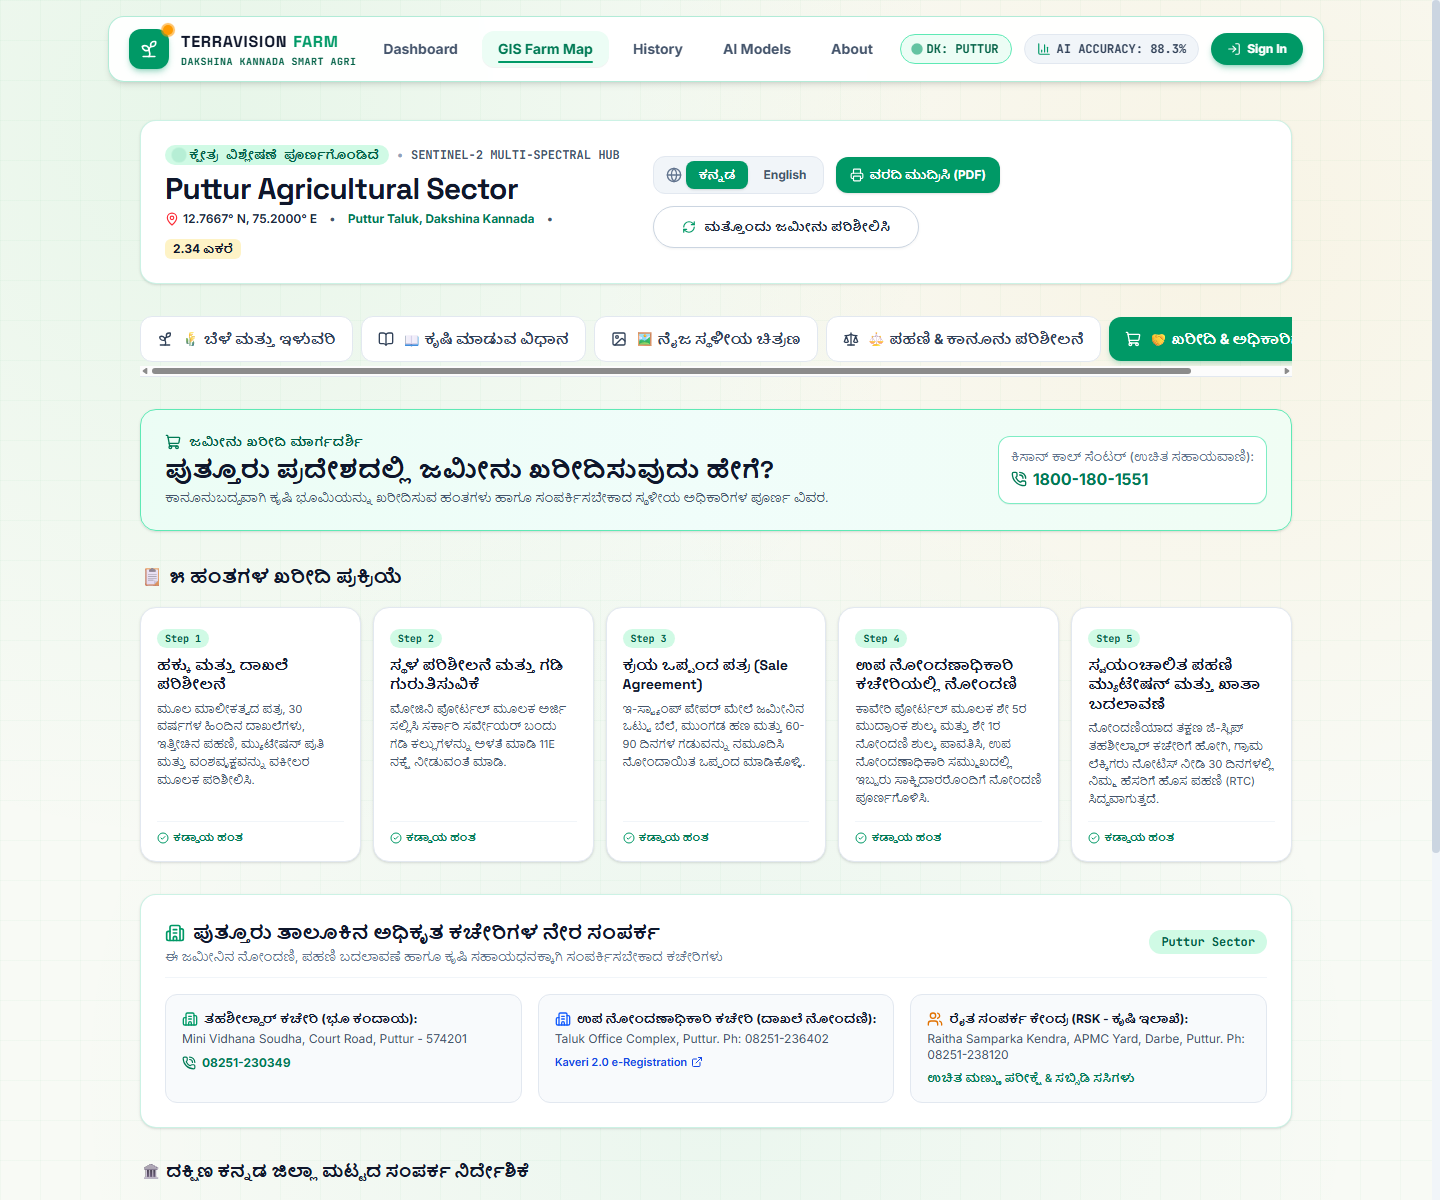 TERRAVISION FARM
DAKSHINA KANNADA SMART AGRI
Dashboard
GIS Farm Map
History
AI Models
About
DK: PUTTUR
AI ACCURACY: 88.3%
Sign In
ಕ್ಷೇತ್ರ ವಿಶ್ಲೇಷಣೆ ಪೂರ್ಣಗೊಂಡಿದೆ • SENTINEL-2 MULTI-SPECTRAL HUB
Puttur Agricultural Sector
12.7667° N, 75.2000° E • Puttur Taluk, Dakshina Kannada •
2.34 ಎಕರೆ
ಕನ್ನಡ
English
ವರದಿ ಮುದ್ರಿಸಿ (PDF)
ಮತ್ತೊಂದು ಜಮೀನು ಪರಿಶೀಲಿಸಿ
ಬೆಳೆ ಮತ್ತು ಇಳುವರಿ
ಕೃಷಿ ಮಾಡುವ ವಿಧಾನ
ನೈಜ ಸ್ಥಳೀಯ ಚಿತ್ರಣ
ಪಹಣಿ & ಕಾನೂನು ಪರಿಶೀಲನೆ
ಖರೀದಿ & ಅಧಿಕಾರಿ
ಜಮೀನು ಖರೀದಿ ಮಾರ್ಗದರ್ಶಿ
ಪುತ್ತೂರು ಪ್ರದೇಶದಲ್ಲಿ ಜಮೀನು ಖರೀದಿಸುವುದು ಹೇಗೆ?
ಕಾನೂನುಬದ್ಧವಾಗಿ ಕೃಷಿ ಭೂಮಿಯನ್ನು ಖರೀದಿಸುವ ಹಂತಗಳು ಹಾಗೂ ಸಂಪರ್ಕಿಸಬೇಕಾದ ಸ್ಥಳೀಯ ಅಧಿಕಾರಿಗಳ ಪೂರ್ಣ ವಿವರ.
ಕಿಸಾನ್ ಕಾಲ್ ಸೆಂಟರ್ (ಉಚಿತ ಸಹಾಯವಾಣಿ):
1800-180-1551
೫ ಹಂತಗಳ ಖರೀದಿ ಪ್ರಕ್ರಿಯೆ
Step 1
ಹಕ್ಕು ಮತ್ತು ದಾಖಲೆ
ಪರಿಶೀಲನೆ
ಮೂಲ ಮಾಲೀಕತ್ವದ ಪತ್ರ, 30
ವರ್ಷಗಳ ಹಿಂದಿನ ದಾಖಲೆಗಳು,
ಇತ್ತೀಚಿನ ಪಹಣಿ, ಮ್ಯುಟೇಷನ್ ಪ್ರತಿ
ಮತ್ತು ವಂಶವೃಕ್ಷವನ್ನು ವಕೀಲರ
ಮೂಲಕ ಪರಿಶೀಲಿಸಿ.
ಕಡ್ಡಾಯ ಹಂತ
Step 2
ಸ್ಥಳ ಪರಿಶೀಲನೆ ಮತ್ತು ಗಡಿ
ಗುರುತಿಸುವಿಕೆ
ಮೋಜಿನಿ ಪೋರ್ಟಲ್ ಮೂಲಕ ಅರ್ಜಿ
ಸಲ್ಲಿಸಿ ಸರ್ಕಾರಿ ಸರ್ವೇಯರ್ ಬಂದು
ಗಡಿ ಕಲ್ಲುಗಳನ್ನು ಅಳತೆ ಮಾಡಿ 11E
ನಕ್ಷೆ ನೀಡುವಂತೆ ಮಾಡಿ.
ಕಡ್ಡಾಯ ಹಂತ
Step 3
ಕ್ರಯ ಒಪ್ಪಂದ ಪತ್ರ (Sale
Agreement)
ಇ-ಸ್ಟ್ಯಾಂಪ್ ಪೇಪರ್ ಮೇಲೆ ಜಮೀನಿನ
ಒಟ್ಟು ಬೆಲೆ, ಮುಂಗಡ ಹಣ ಮತ್ತು 60-
90 ದಿನಗಳ ಗಡುವನ್ನು ನಮೂದಿಸಿ
ನೋಂದಾಯಿತ ಒಪ್ಪಂದ ಮಾಡಿಕೊಳ್ಳಿ.
ಕಡ್ಡಾಯ ಹಂತ
Step 4
ಉಪ ನೋಂದಣಾಧಿಕಾರಿ
ಕಚೇರಿಯಲ್ಲಿ ನೋಂದಣಿ
ಕಾವೇರಿ ಪೋರ್ಟಲ್ ಮೂಲಕ ಶೇ 5ರ
ಮುದ್ರಾಂಕ ಶುಲ್ಕ ಮತ್ತು ಶೇ 1ರ
ನೋಂದಣಿ ಶುಲ್ಕ ಪಾವತಿಸಿ, ಉಪ
ನೋಂದಣಾಧಿಕಾರಿ ಸಮ್ಮುಖದಲ್ಲಿ
ಇಬ್ಬರು ಸಾಕ್ಷಿದಾರರೊಂದಿಗೆ ನೋಂದಣಿ
ಪೂರ್ಣಗೊಳಿಸಿ.
ಕಡ್ಡಾಯ ಹಂತ
Step 5
ಸ್ವಯಂಚಾಲಿತ ಪಹಣಿ
ಮ್ಯುಟೇಷನ್ ಮತ್ತು ಖಾತಾ
ಬದಲಾವಣೆ
ನೋಂದಣಿಯಾದ ತಕ್ಷಣ ಜೆ-ಸ್ಲಿಪ್
ತಹಶೀಲ್ದಾರ್ ಕಚೇರಿಗೆ ಹೋಗಿ, ಗ್ರಾಮ
ಲೆಕ್ಕಿಗರು ನೋಟಿಸ್ ನೀಡಿ 30 ದಿನಗಳಲ್ಲಿ
ನಿಮ್ಮ ಹೆಸರಿಗೆ ಹೊಸ ಪಹಣಿ (RTC)
ಸಿದ್ಧವಾಗುತ್ತದೆ.
ಕಡ್ಡಾಯ ಹಂತ
ಪುತ್ತೂರು ತಾಲೂಕಿನ ಅಧಿಕೃತ ಕಚೇರಿಗಳ ನೇರ ಸಂಪರ್ಕ
ಈ ಜಮೀನಿನ ನೋಂದಣಿ, ಪಹಣಿ ಬದಲಾವಣೆ ಹಾಗೂ ಕೃಷಿ ಸಹಾಯಧನಕ್ಕಾಗಿ ಸಂಪರ್ಕಿಸಬೇಕಾದ ಕಚೇರಿಗಳು
Puttur Sector
ತಹಶೀಲ್ದಾರ್ ಕಚೇರಿ (ಭೂ ಕಂದಾಯ):
Mini Vidhana Soudha, Court Road, Puttur - 574201
08251-230349
ಉಪ ನೋಂದಣಾಧಿಕಾರಿ ಕಚೇರಿ (ದಾಖಲೆ ನೋಂದಣಿ):
Taluk Office Complex, Puttur. Ph: 08251-236402
Kaveri 2.0 e-Registration
ರೈತ ಸಂಪರ್ಕ ಕೇಂದ್ರ (RSK - ಕೃಷಿ ಇಲಾಖೆ):
Raitha Samparka Kendra, APMC Yard, Darbe, Puttur. Ph:
08251-238120
ಉಚಿತ ಮಣ್ಣು ಪರೀಕ್ಷೆ & ಸಬ್ಸಿಡಿ ಸಸಿಗಳು
ದಕ್ಷಿಣ ಕನ್ನಡ ಜಿಲ್ಲಾ ಮಟ್ಟದ ಸಂಪರ್ಕ ನಿರ್ದೇಶಿಕೆ